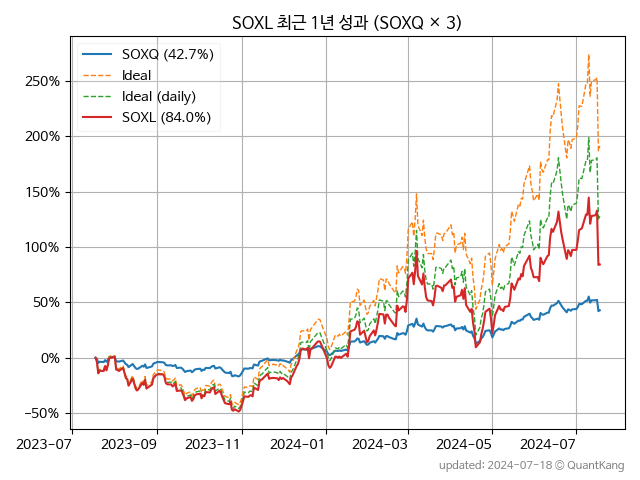 SOXL 최근 1년 성과 (SOXQ × 3)
SOXQ (42.7%)
Ideal
Ideal (daily)
SOXL (84.0%)
250%
200%
150%
100%
50%
0%
−50%
2023-07
2023-09
2023-11
2024-01
2024-03
2024-05
2024-07
updated: 2024-07-18 © QuantKang